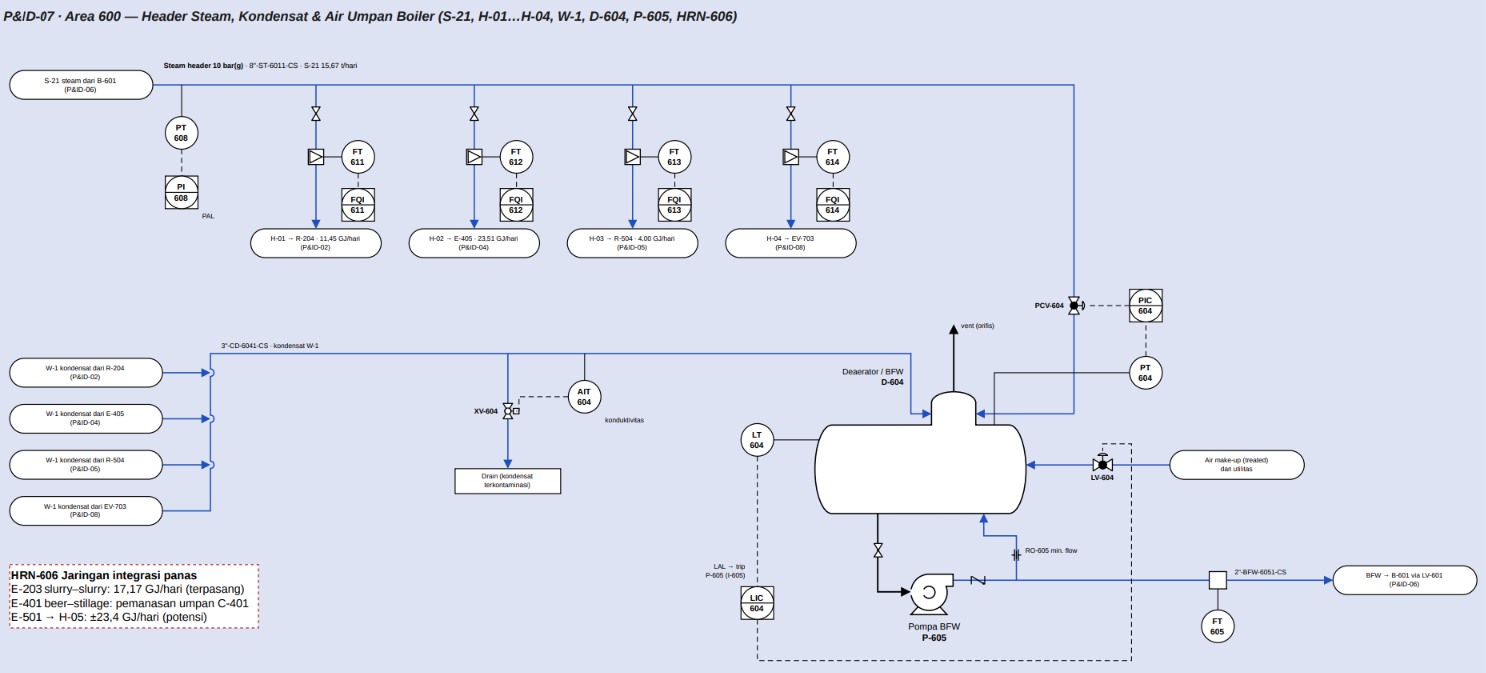 P&ID-07 · Area 600 — Header Steam, Kondensat & Air Umpan Boiler (S-21, H-01…H-04, W-1, D-604, P-605, HRN-606)
Steam header 10 bar(g) · 8"-ST-6011-CS · S-21 15,67 t/hari
S-21 steam dari B-601
(P&ID-06)
PT
608
PI
608
PAL
FT
611
FQI
611
FT
612
FQI
612
FT
613
FQI
613
FT
614
FQI
614
H-01 → R-204 · 11,45 GJ/hari
(P&ID-02)
H-02 → E-405 · 23,51 GJ/hari
(P&ID-04)
H-03 → R-504 · 4,00 GJ/hari
(P&ID-05)
H-04 → EV-703
(P&ID-08)
PCV-604
PIC
604
PT
604
vent (orifis)
3"-CD-6041-CS · kondensat W-1
W-1 kondensat dari R-204
(P&ID-02)
W-1 kondensat dari E-405
(P&ID-04)
W-1 kondensat dari R-504
(P&ID-05)
W-1 kondensat dari EV-703
(P&ID-08)
XV-604
AIT
604
konduktivitas
Drain (kondensat
terkontaminasi)
Deaerator / BFW
D-604
LT
604
LV-604
Air make-up (treated)
dari utilitas
LAL → trip
P-605 (I-605)
LIC
604
RO-605 min. flow
Pompa BFW
P-605
2"-BFW-6051-CS
FT
605
BFW → B-601 via LV-601
(P&ID-06)
HRN-606 Jaringan integrasi panas
E-203 slurry–slurry: 17,17 GJ/hari (terpasang)
E-401 beer–stillage: pemanasan umpan C-401
E-501 → H-05: ±23,4 GJ/hari (potensi)